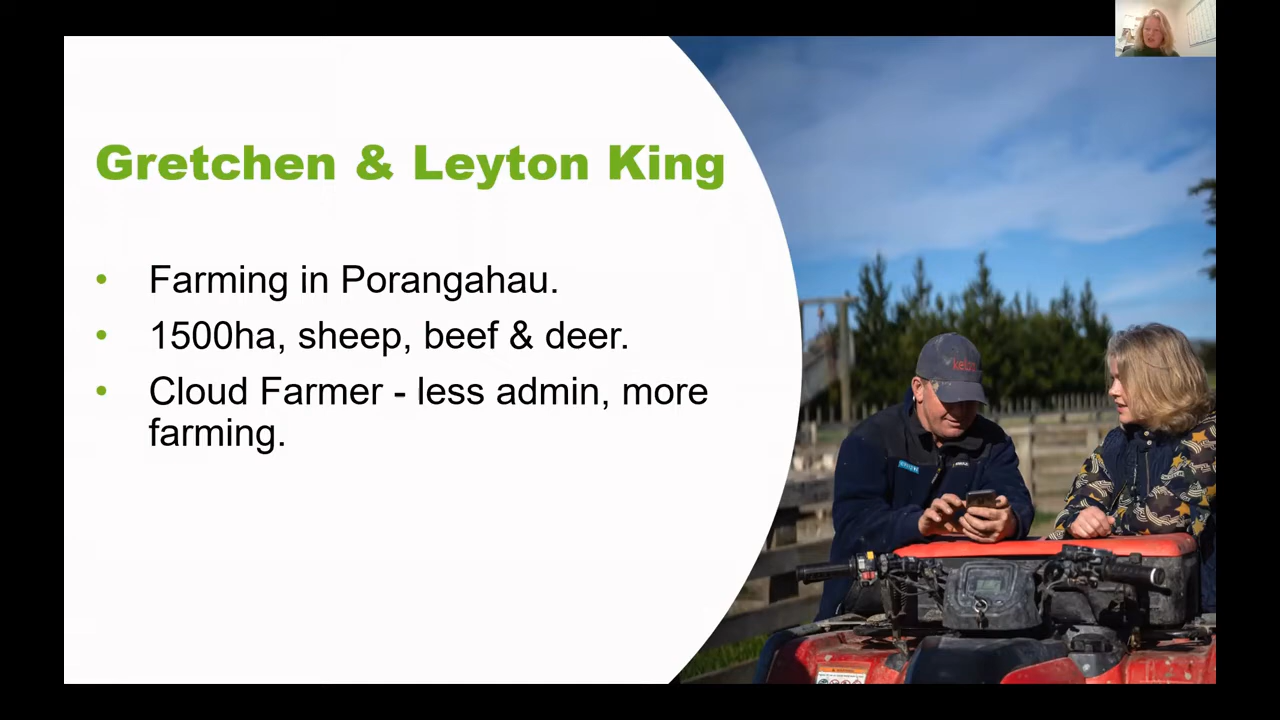 Gretchen & Leyton King
• Farming in Porangahau.
• 1500ha, sheep, beef & deer.
• Cloud Farmer - less admin, more
farming.